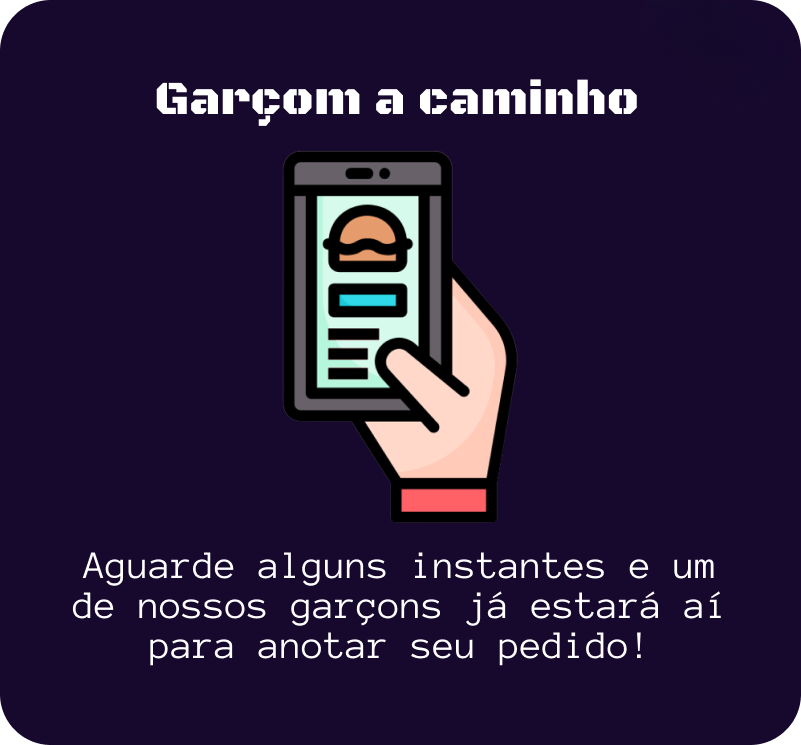 Garçom a caminho
Aguarde alguns instantes e um
de nossos garçons já estará aí
para anotar seu pedido!